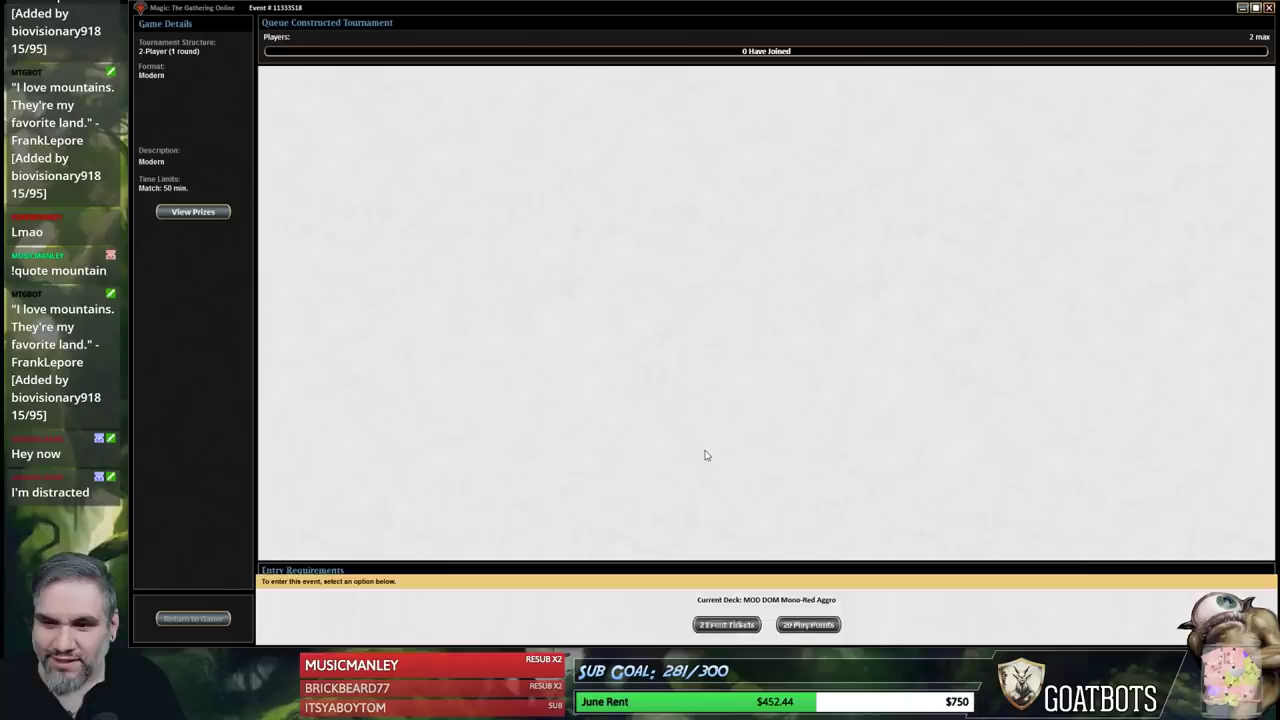 [Added by
biovisionary918
15/95]
MTGBOT
"I love mountains.
They're my
favorite land." -
FrankLepore
[Added by
biovisionary918
15/95]
Lmao
MUSICMANLEY
!quote mountain
MTGBOT
"I love mountains.
They're my
favorite land." -
FrankLepore
[Added by
biovisionary918
15/95]
Hey now
I'm distracted
Magic: The Gathering Online Event # 11333518
Game Details
Tournament Structure:
2-Player (1 round)
Format:
Modern
Description:
Modern
Time Limits:
Match: 50 min.
View Prizes
Return to Game
Queue Constructed Tournament
Players: 2 max
0 Have Joined
Entry Requirements
To enter this event, select an option below.
Current Deck: MOD DOM Mono-Red Aggro
2 Event Tickets 20 Play Points
MUSICMANLEY RESUB X2
BRICKBEARD77 RESUB X2
ITSYABOYTOM SUB
SUB GOAL: 281/300
June Rent $452.44 $750
GOATBOTS